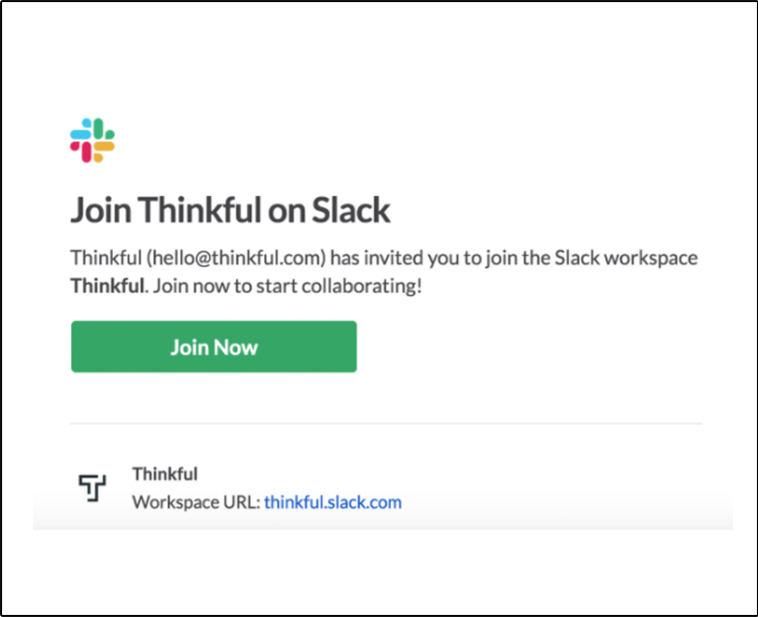 Join Thinkful on Slack
Thinkful (hello@thinkful.com) has invited you to join the Slack workspace
Thinkful. Join now to start collaborating!
Join Now
Thinkful
Workspace URL: thinkful.slack.com